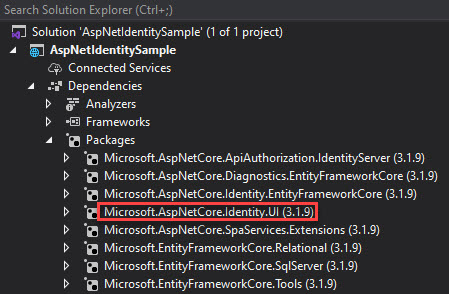 Search Solution Explorer (Ctrl+;)
Solution 'AspNetIdentitySample' (1 of 1 project)
AspNetIdentitySample
Connected Services
Dependencies
Analyzers
Frameworks
Packages
Microsoft.AspNetCore.ApiAuthorization.IdentityServer (3.1.9)
Microsoft.AspNetCore.Diagnostics.EntityFrameworkCore (3.1.9)
Microsoft.AspNetCore.Identity.EntityFrameworkCore (3.1.9)
Microsoft.AspNetCore.Identity.UI (3.1.9)
Microsoft.AspNetCore.SpaServices.Extensions (3.1.9)
Microsoft.EntityFrameworkCore.Relational (3.1.9)
Microsoft.EntityFrameworkCore.SqlServer (3.1.9)
Microsoft.EntityFrameworkCore.Tools (3.1.9)